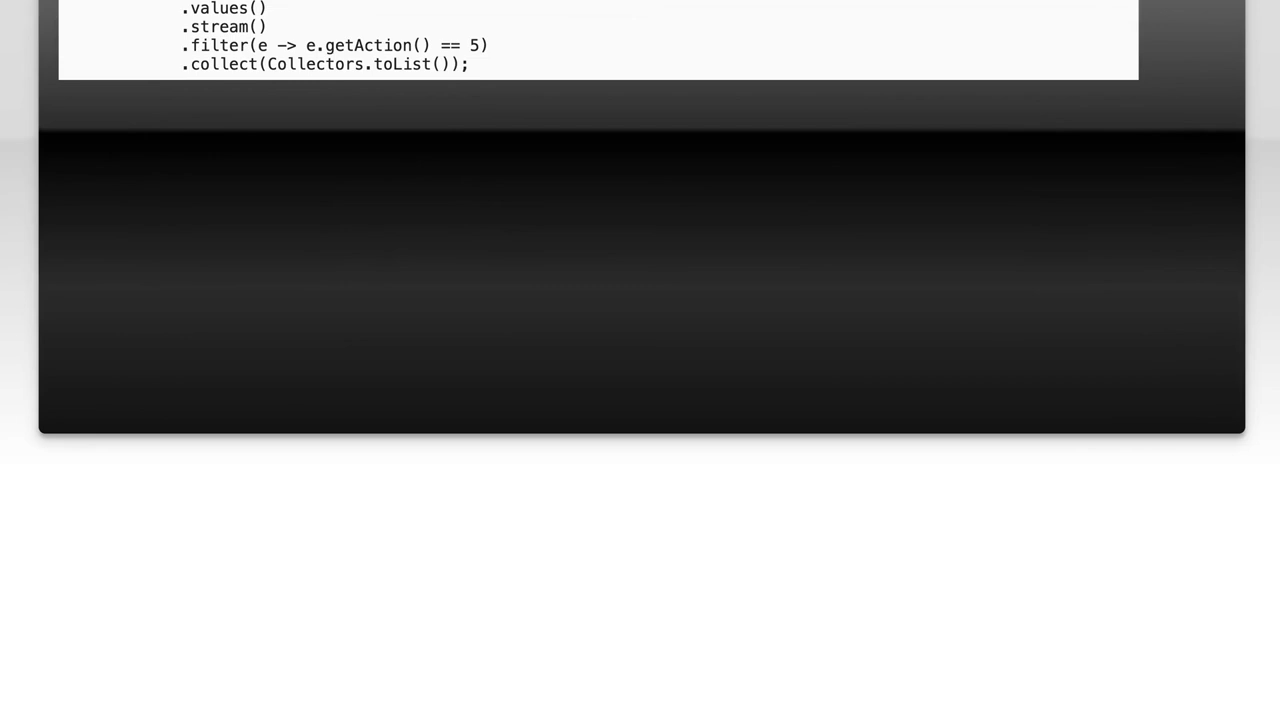 .values()
.stream()
.filter(e -> e.getAction() == 5)
.collect(Collectors.toList());